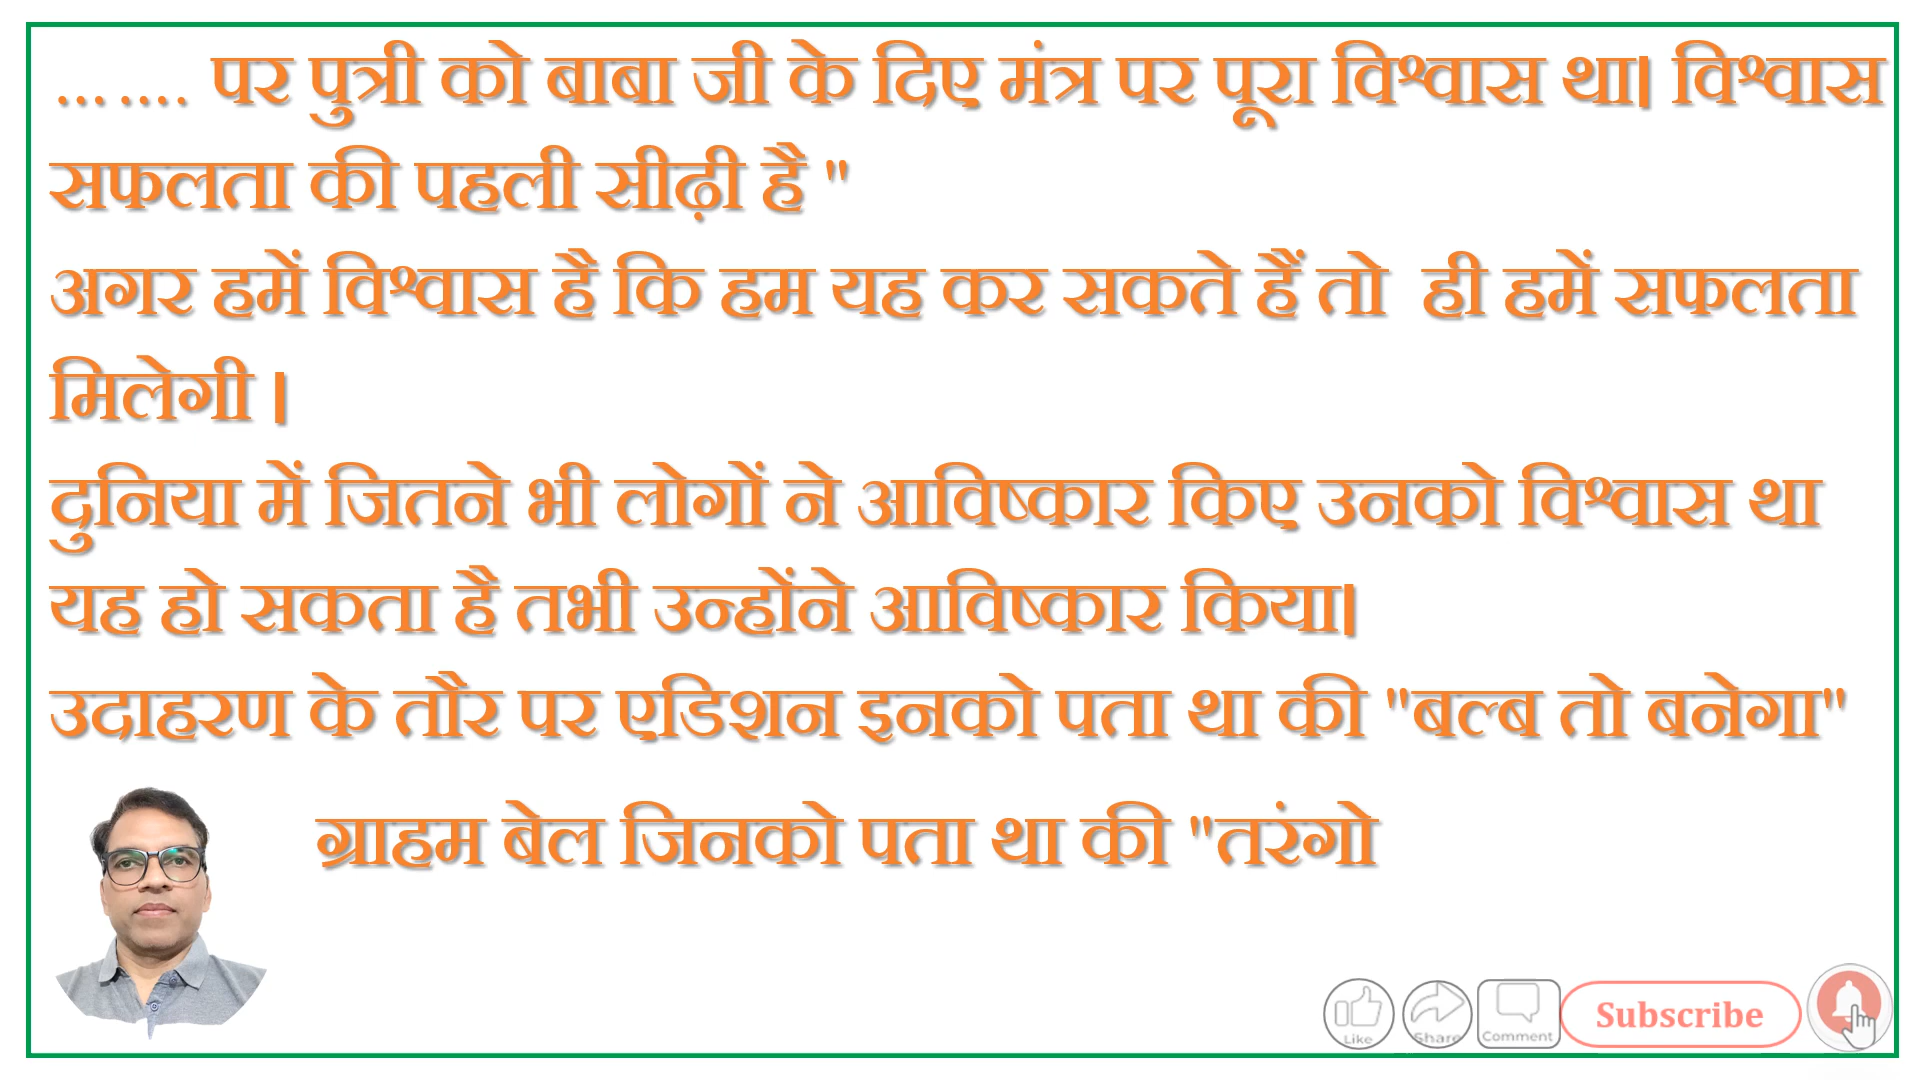 ……. पर पुत्री को बाबा जी के दिए मंत्र पर पूरा विश्वास था। विश्वास
सफलता की पहली सीढ़ी है "
अगर हमें विश्वास है कि हम यह कर सकते हैं तो ही हमें सफलता
मिलेगी ।
दुनिया में जितने भी लोगों ने आविष्कार किए उनको विश्वास था
यह हो सकता है तभी उन्होंने आविष्कार किया।
उदाहरण के तौर पर एडिशन इनको पता था की "बल्ब तो बनेगा"
ग्राहम बेल जिनको पता था की "तरंगो
Like Share Comment Subscribe